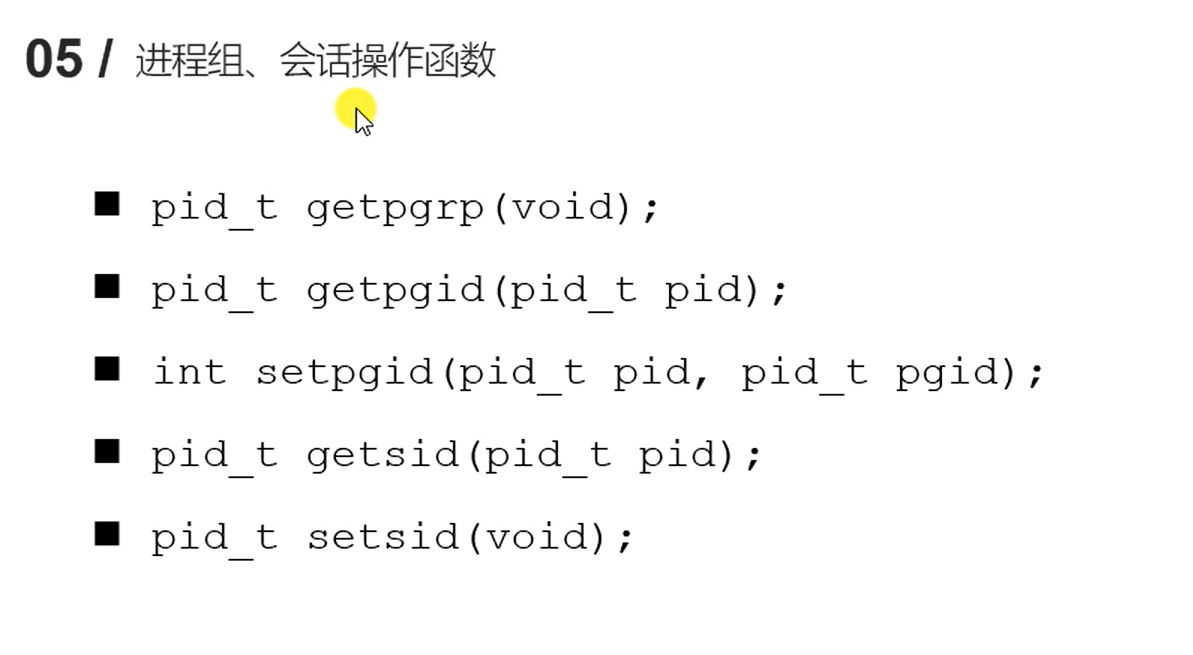 05 / 进程组、会话操作函数
pid_t getpgrp(void);
pid_t getpgid(pid_t pid);
int setpgid(pid_t pid, pid_t pgid);
pid_t getsid(pid_t pid);
pid_t setsid(void);